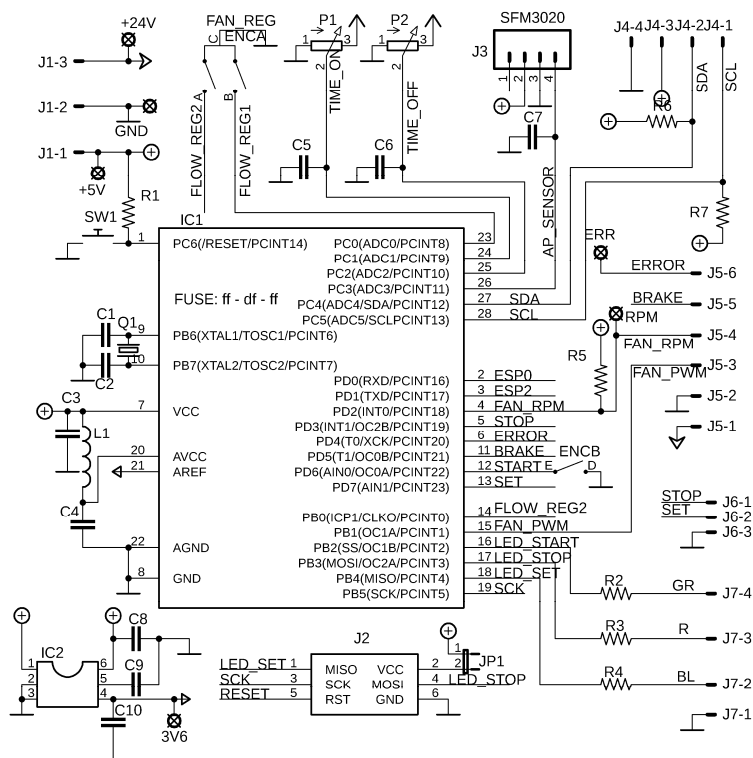 +24V
J1-3
J1-2
GND
J1-1
+5V
R1
SW1
FAN_REG
ENCA
C
A
B
FLOW_REG2
FLOW_REG1
P1
1
3
2
TIME_ON
P2
1
3
2
TIME_OFF
C5
C6
SFM3020
J3
1
2
3
4
C7
AP_SENSOR
J4-4
J4-3
J4-2
J4-1
SDA
SCL
R6
R7
IC1
1 PC6(/RESET/PCINT14)
FUSE: ff - df - ff
C1
Q1
9 PB6(XTAL1/TOSC1/PCINT6)
10 PB7(XTAL2/TOSC2/PCINT7)
C2
C3
7 VCC
L1
20 AVCC
21 AREF
C4
22 AGND
8 GND
PC0(ADC0/PCINT8) 23
PC1(ADC1/PCINT9) 24
PC2(ADC2/PCINT10) 25
PC3(ADC3/PCINT11) 26
PC4(ADC4/SDA/PCINT12) 27 SDA
PC5(ADC5/SCLPCINT13) 28 SCL
PD0(RXD/PCINT16) 2 ESP0
PD1(TXD/PCINT17) 3 ESP2
PD2(INT0/PCINT18) 4 FAN_RPM
PD3(INT1/OC2B/PCINT19) 5 STOP
PD4(T0/XCK/PCINT20) 6 ERROR
PD5(T1/OC0B/PCINT21) 11 BRAKE
PD6(AIN0/OC0A/PCINT22) 12 START
PD7(AIN1/PCINT23) 13 SET
ENCB
E
D
PB0(ICP1/CLKO/PCINT0) 14 FLOW_REG2
PB1(OC1A/PCINT1) 15 FAN_PWM
PB2(SS/OC1B/PCINT2) 16 LED_START
PB3(MOSI/OC2A/PCINT3) 17 LED_STOP
PB4(MISO/PCINT4) 18 LED_SET
PB5(SCK/PCINT5) 19 SCK
ERR
ERROR J5-6
BRAKE J5-5
RPM
J5-4
FAN_RPM
R5
J5-3
FAN_PWM
J5-2
J5-1
STOP J6-1
SET J6-2
J6-3
R2 GR J7-4
R3 R J7-3
R4 BL J7-2
J7-1
IC2
1
2
3
6
5
4
C8
C9
C10
3V6
J2
LED_SET 1 MISO VCC 2
SCK 3 SCK MOSI 4 LED_STOP
RESET 5 RST GND 6
1
2
JP1